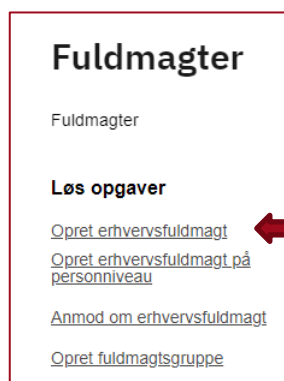 Fuldmagter
Fuldmagter
Løs opgaver
Opret erhvervsfuldmagt
Opret erhvervsfuldmagt på
personniveau
Anmod om erhvervsfuldmagt
Opret fuldmagtsgruppe